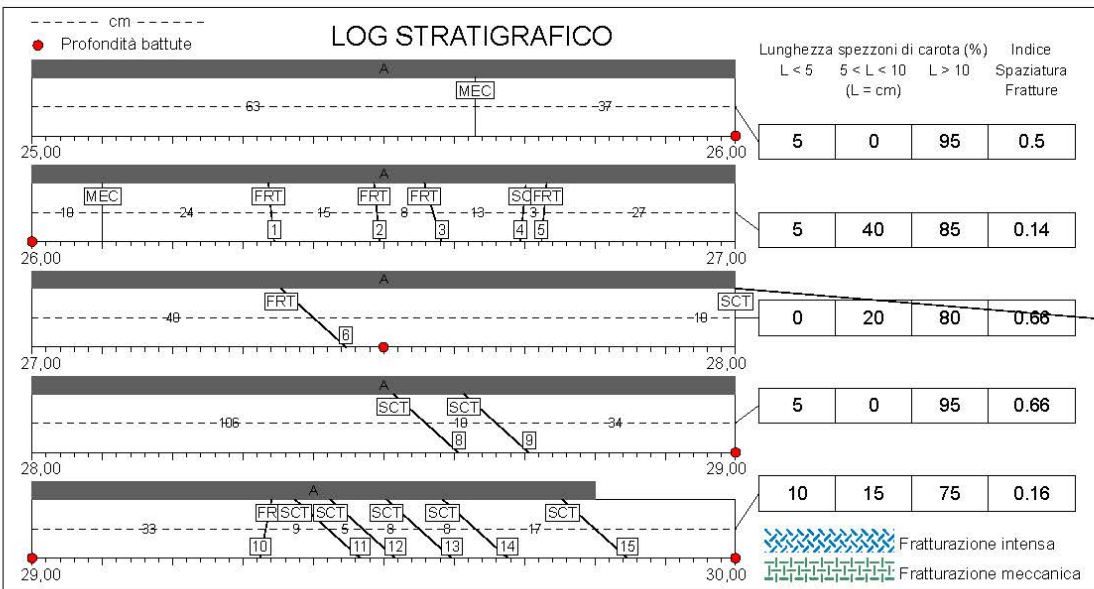 cm
Profondità battute
LOG STRATIGRAFICO
Lunghezza spezzoni di carota (%)
L < 5
5 < L < 10
L > 10
(L = cm)
Indice
Spaziatura
Fratture
A
MEC
63
37
25,00
26,00
5
0
95
0.5
A
MEC
FRT
FRT
FRT
SC
FRT
10
24
15
8
13
3
27
1
2
3
4
5
26,00
27,00
5
40
85
0.14
A
FRT
SCT
40
10
6
27,00
28,00
0
20
80
0.66
A
SCT
SCT
106
10
34
8
9
28,00
29,00
5
0
95
0.66
A
FR
SCT
SCT
SCT
SCT
SCT
33
9
5
8
8
17
10
11
12
13
14
15
29,00
30,00
10
15
75
0.16
Fratturazione intensa
Fratturazione meccanica